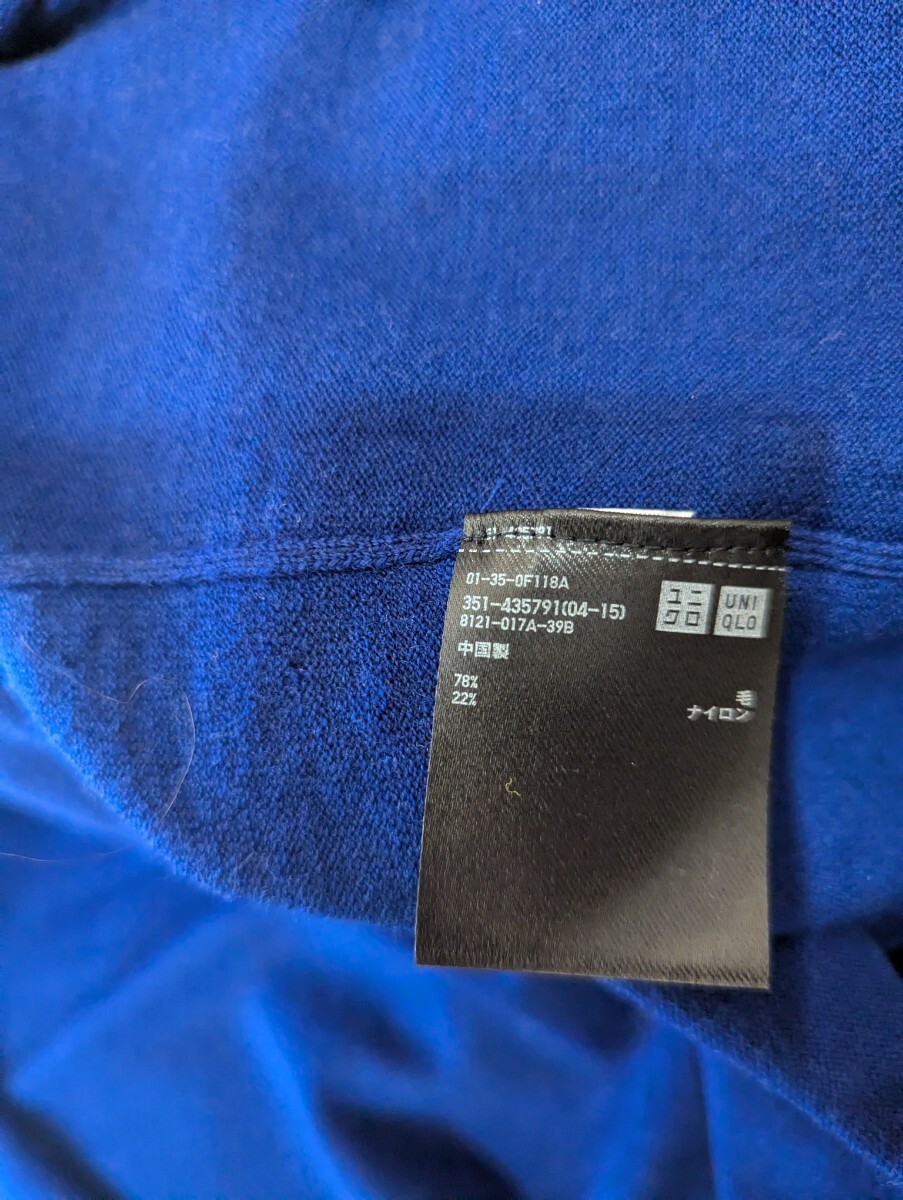 01-35-0F118A
351-435791(04-15)
8121-017A-39B
ユニ
クロ
UNI
QLO
中国製
78% 毛
22% ナイロン